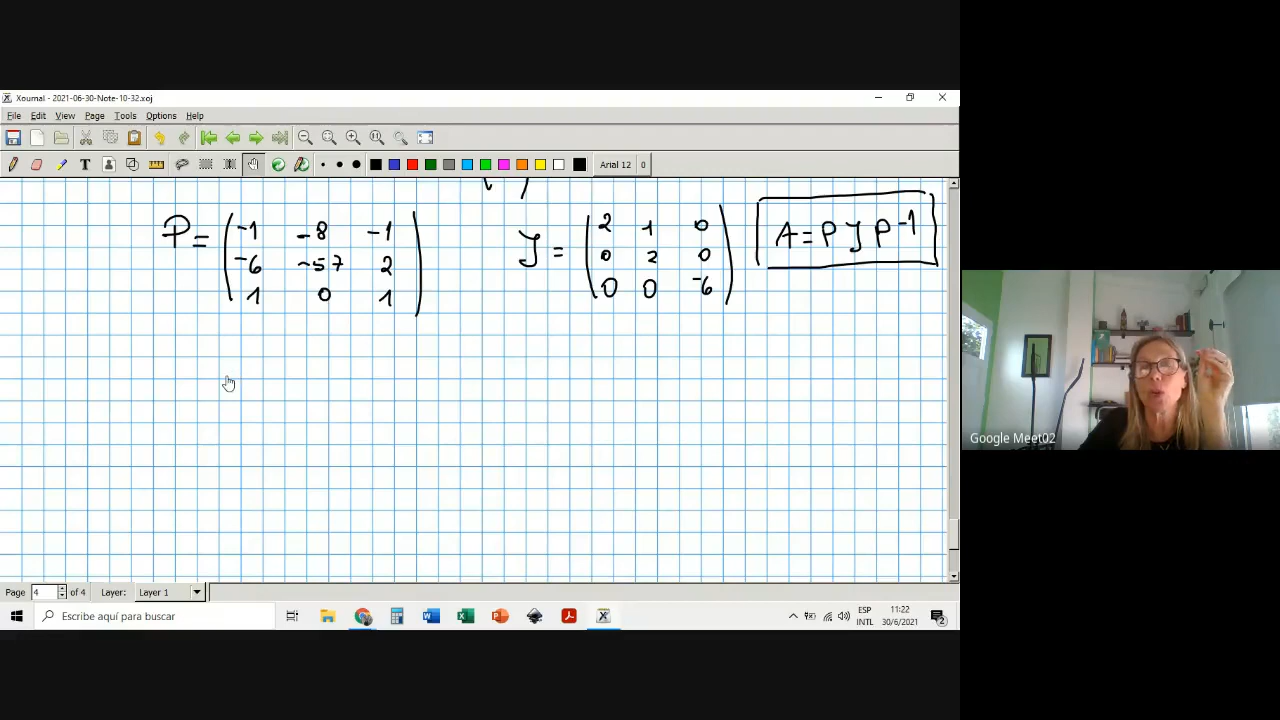 Xournal - 2021-06-30-Note-10-32.xoj
File Edit View Page Tools Options Help
Arial 12 0
P = ( -1 -8 -1
-6 -57 2
1 0 1 )
J = ( 2 1 0
0 2 0
0 0 -6 )
A = P J P-1
Google Meet02
Page 4 of 4 Layer: Layer 1
Escribe aquí para buscar
ESP
INTL
11:22
30/6/2021
2